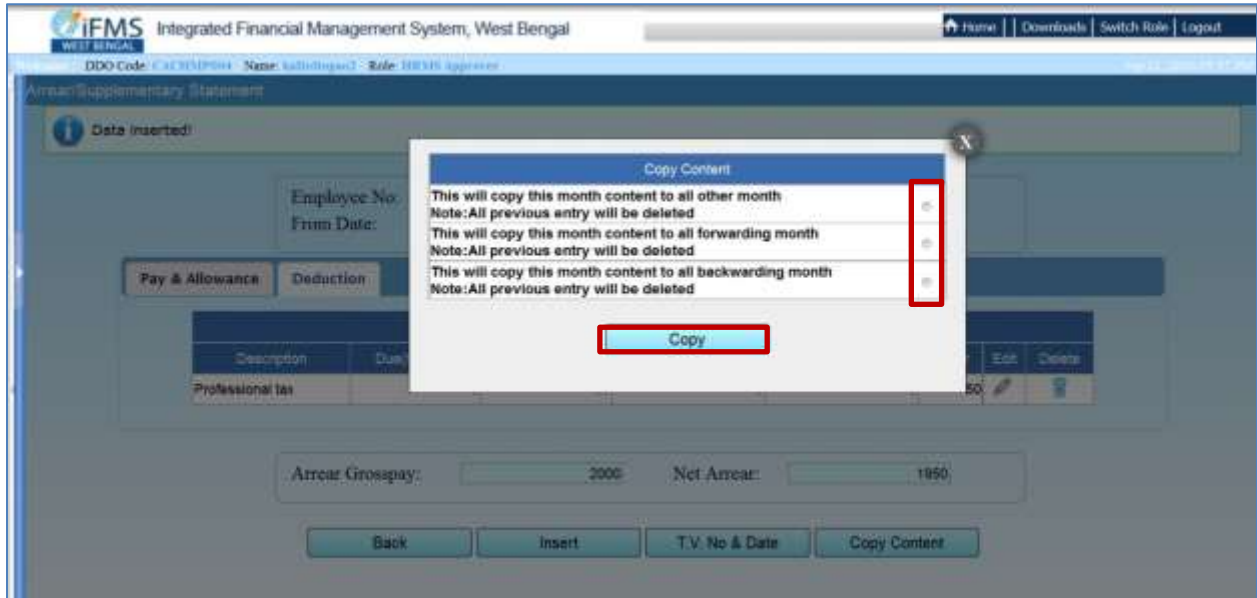 iFMS Integrated Financial Management System, West Bengal
WEST BENGAL
Home | | Downloads | Switch Role | Logout
DDO Code: Name: Role: HRMS Approver
Arrear/Supplementary Statement
Data Inserted!
X
Copy Content
Employee No:
From Date:
This will copy this month content to all other month
Note:All previous entry will be deleted
This will copy this month content to all forwarding month
Note:All previous entry will be deleted
This will copy this month content to all backwarding month
Note:All previous entry will be deleted
Pay & Allowance Deduction
Copy
Description Due Edit Delete
Professional tax 50
Arrear Grosspay: 2000 Net Arrear: 1950
Back Insert T.V. No & Date Copy Content